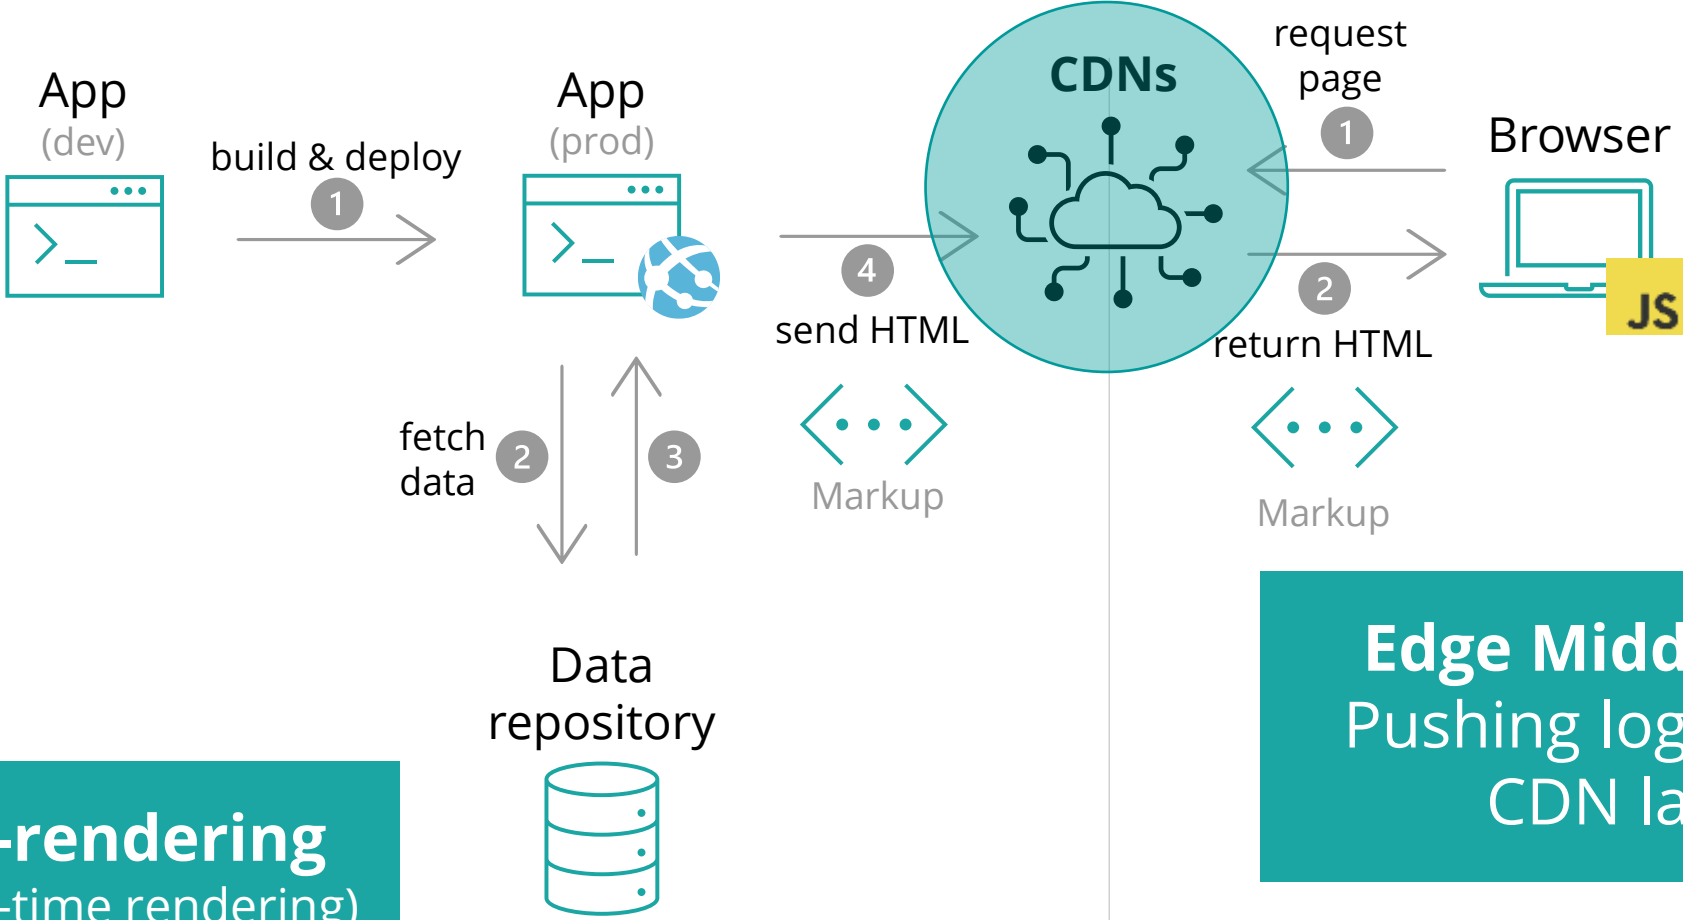 App
(dev)
build & deploy
1
App
(prod)
CDNs
request
page
1
Browser
4
send HTML
2
return HTML
JS
fetch
data
2
3
Markup
Markup
Data
repository
-rendering
-time rendering)
Edge Midd
Pushing log
CDN la